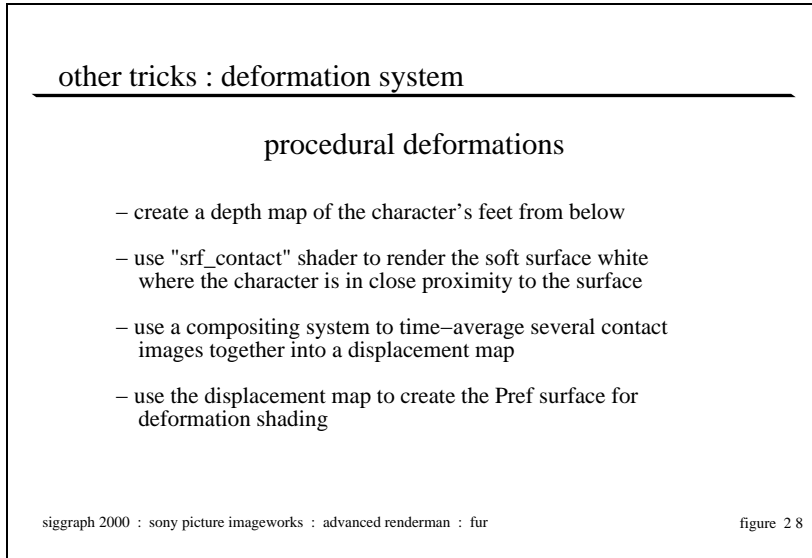 other tricks : deformation system
procedural deformations
− create a depth map of the character's feet from below
− use "srf_contact" shader to render the soft surface white
where the character is in close proximity to the surface
− use a compositing system to time−average several contact
images together into a displacement map
− use the displacement map to create the Pref surface for
deformation shading
siggraph 2000 : sony picture imageworks : advanced renderman : fur
figure 2 8